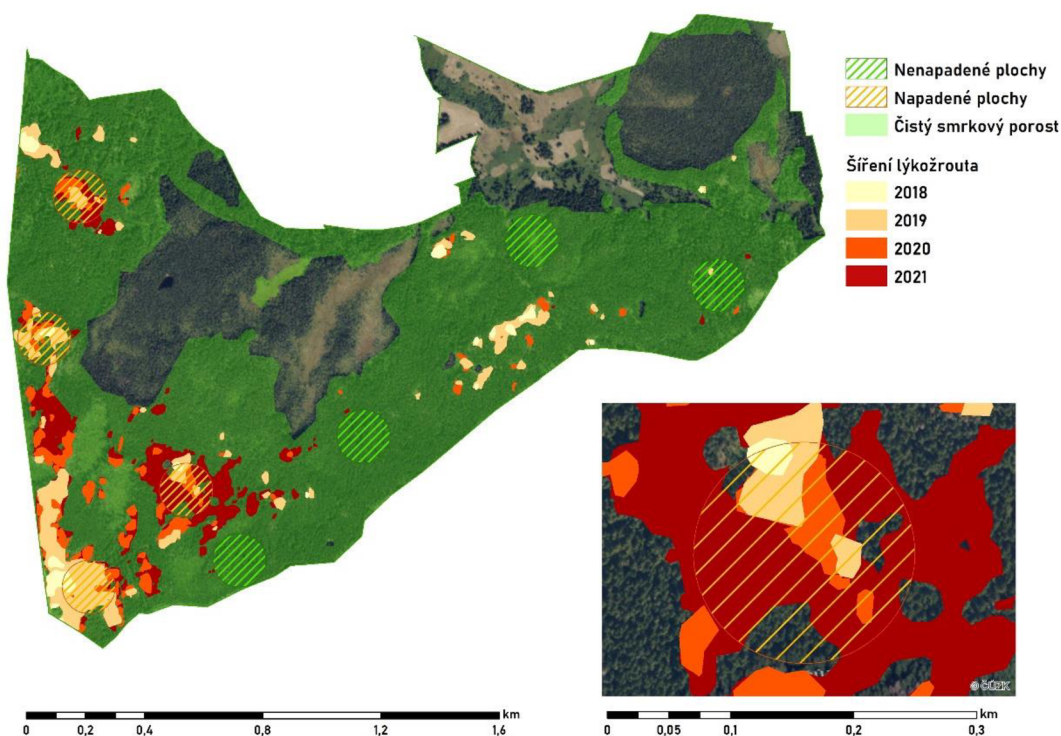 Nenapadené plochy
Napadené plochy
Čistý smrkový porost
Šíření lýkožrouta
2018
2019
2020
2021
© ČÚZK
km
0 0,2 0,4 0,8 1,2 1,6
km
0 0,05 0,1 0,2 0,3